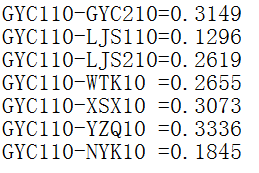 GYC110-GYC210=0.3149
GYC110-LJS110=0.1296
GYC110-LJS210=0.2619
GYC110-WTK10 =0.2655
GYC110-XSX10 =0.3073
GYC110-YZQ10 =0.3336
GYC110-NYK10 =0.1845